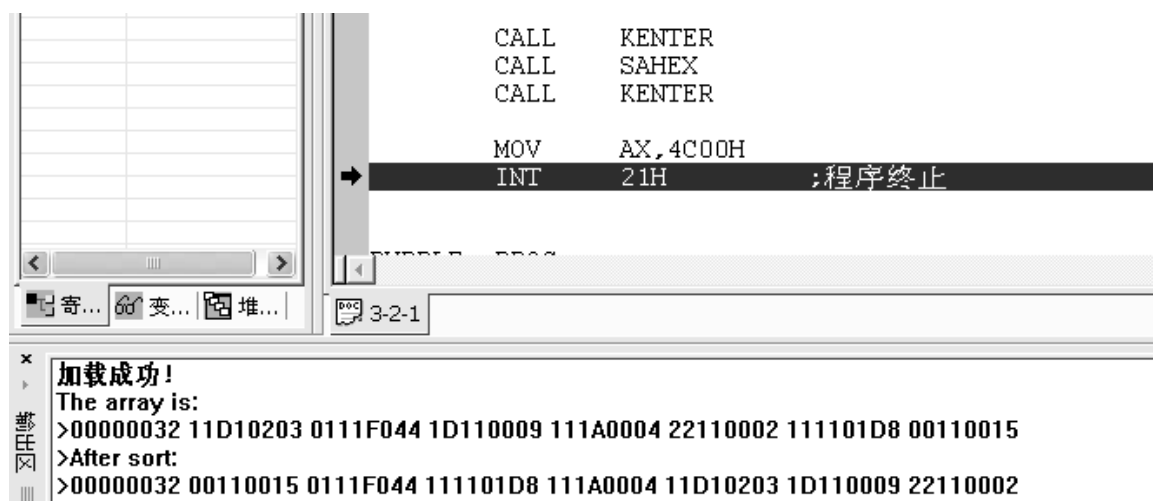 CALL KENTER
CALL SAHEX
CALL KENTER
MOV AX,4C00H
INT 21H ;程序终止
寄... 变... 堆...
3-2-1
加载成功!
The array is:
>00000032 11D10203 0111F044 1D110009 111A0004 22110002 111101D8 00110015
>After sort:
>00000032 00110015 0111F044 111101D8 111A0004 11D10203 1D110009 22110002